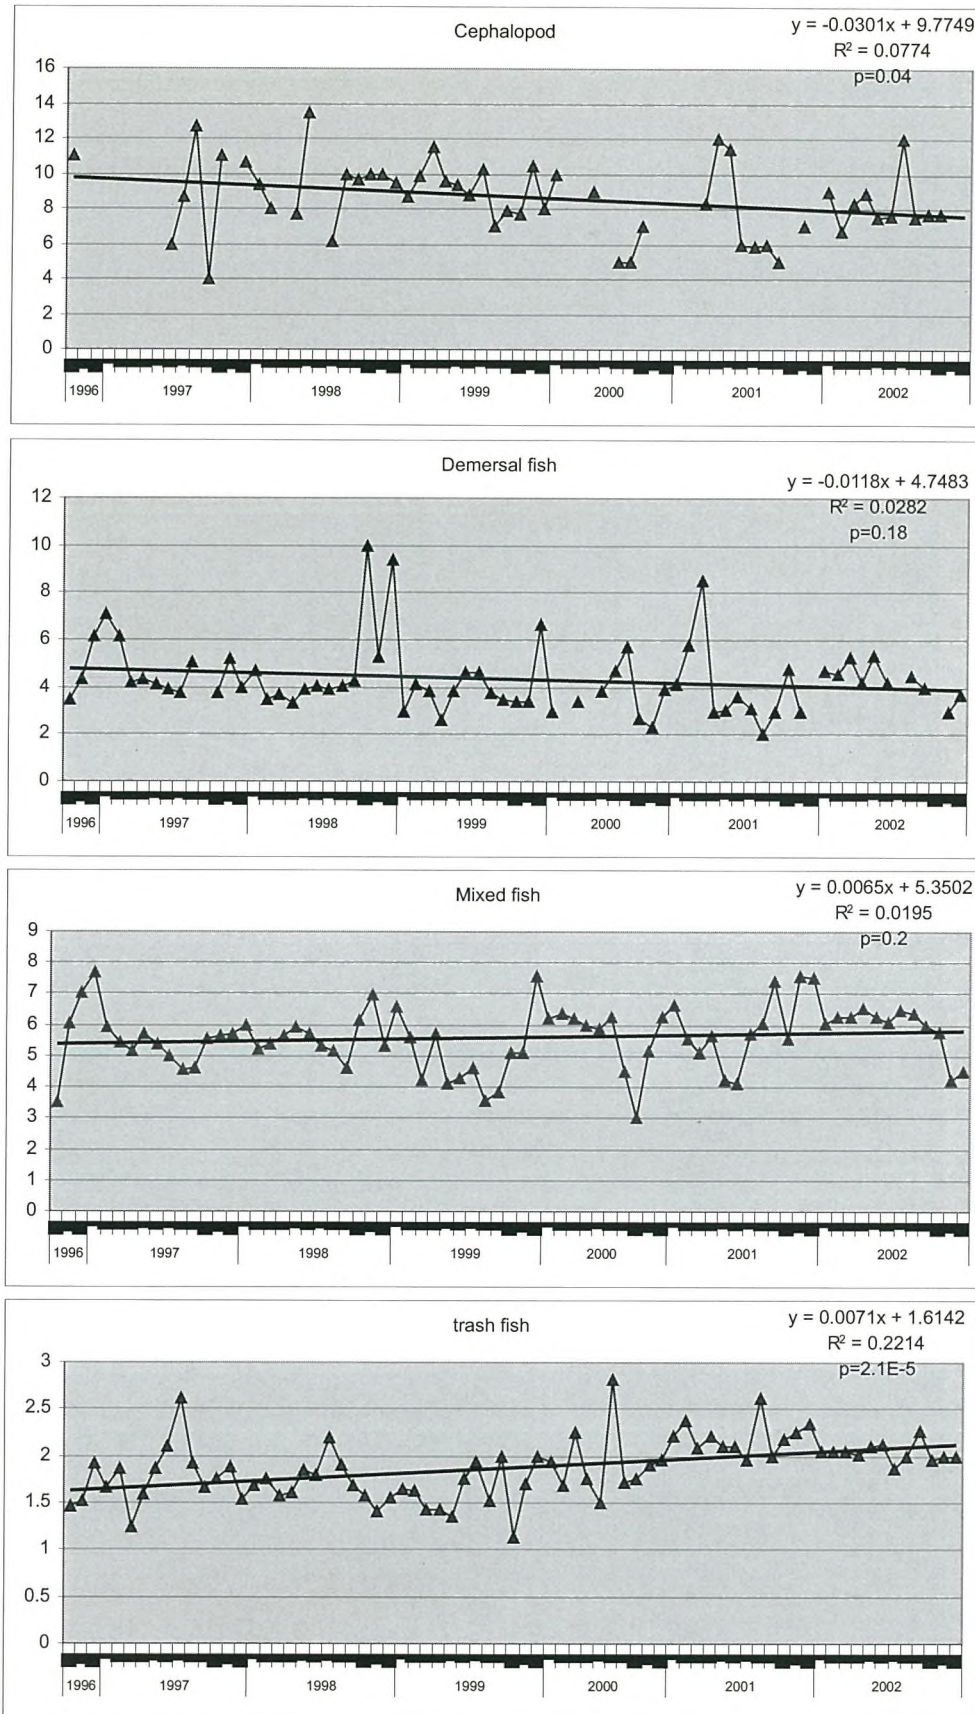 Cephalopod
y = -0.0301x + 9.7749
R² = 0.0774
p=0.04
16
14
12
10
8
6
4
2
0
1996 1997 1998 1999 2000 2001 2002
Demersal fish
y = -0.0118x + 4.7483
R² = 0.0282
p=0.18
12
10
8
6
4
2
0
1996 1997 1998 1999 2000 2001 2002
Mixed fish
y = 0.0065x + 5.3502
R² = 0.0195
p=0.2
9
8
7
6
5
4
3
2
1
0
1996 1997 1998 1999 2000 2001 2002
trash fish
y = 0.0071x + 1.6142
R² = 0.2214
p=2.1E-5
3
2.5
2
1.5
1
0.5
0
1996 1997 1998 1999 2000 2001 2002